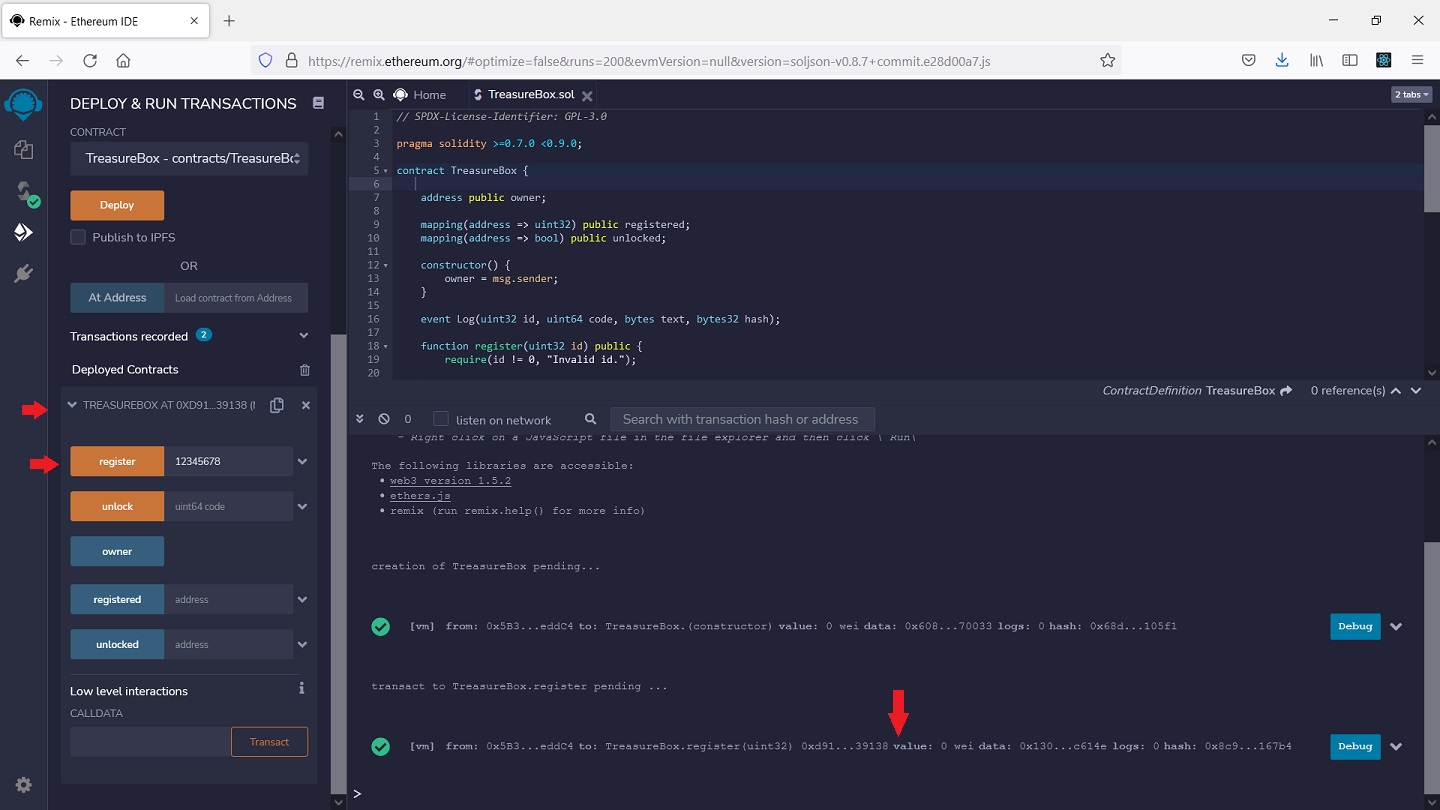 Remix - Ethereum IDE
https://remix.ethereum.org/#optimize=false&runs=200&evmVersion=null&version=soljson-v0.8.7+commit.e28d00a7.js
DEPLOY & RUN TRANSACTIONS
CONTRACT
TreasureBox - contracts/TreasureBo
Deploy
Publish to IPFS
OR
At Address Load contract from Address
Transactions recorded 2
Deployed Contracts
TREASUREBOX AT 0XD91...39138 (
register 12345678
unlock uint64 code
owner
registered address
unlocked address
Low level interactions i
CALLDATA
Transact
Home TreasureBox.sol 2 tabs
1 // SPDX-License-Identifier: GPL-3.0
2
3 pragma solidity >=0.7.0 <0.9.0;
4
5 contract TreasureBox {
6
7 address public owner;
8
9 mapping(address => uint32) public registered;
10 mapping(address => bool) public unlocked;
11
12 constructor() {
13 owner = msg.sender;
14 }
15
16 event Log(uint32 id, uint64 code, bytes text, bytes32 hash);
17
18 function register(uint32 id) public {
19 require(id != 0, "Invalid id.");
20
ContractDefinition TreasureBox 0 reference(s)
0 listen on network Search with transaction hash or address
- Right click on a JavaScript file in the file explorer and then click \`Run\`
The following libraries are accessible:
• web3 version 1.5.2
• ethers.js
• remix (run remix.help() for more info)
creation of TreasureBox pending...
[vm] from: 0x5B3...eddC4 to: TreasureBox.(constructor) value: 0 wei data: 0x608...70033 logs: 0 hash: 0x68d...105f1 Debug
transact to TreasureBox.register pending ...
[vm] from: 0x5B3...eddC4 to: TreasureBox.register(uint32) 0xd91...39138 value: 0 wei data: 0x130...c614e logs: 0 hash: 0x8c9...167b4 Debug
>